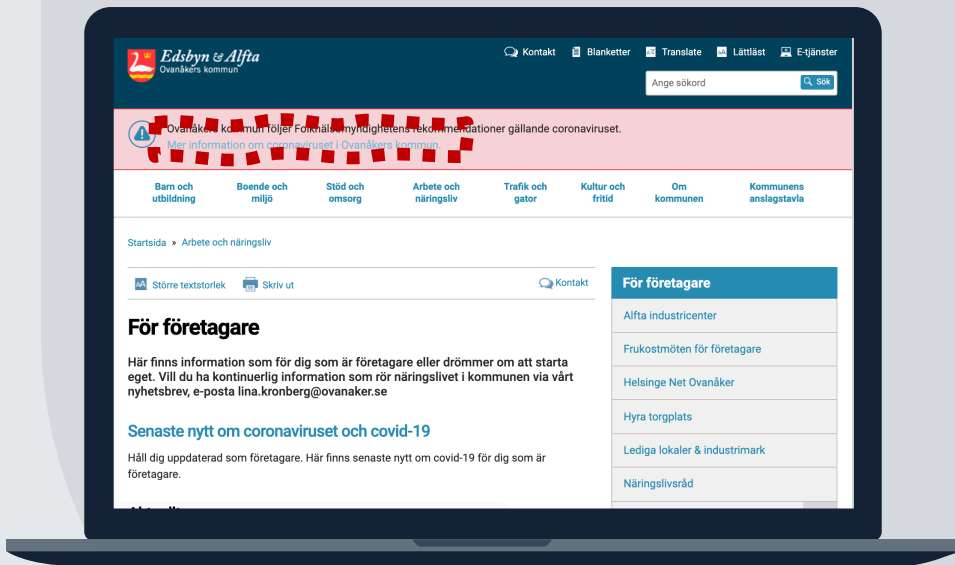 Edsbyn & Alfta
Ovanåkers kommun
Kontakt Blanketter Translate Lättläst E-tjänster
Ange sökord Sök
Ovanåkers kommun följer Folkhälsomyndighetens rekommendationer gällande coronaviruset.
Mer information om coronaviruset i Ovanåkers kommun.
Barn och utbildning
Boende och miljö
Stöd och omsorg
Arbete och näringsliv
Trafik och gator
Kultur och fritid
Om kommunen
Kommunens anslagstavla
Startsida » Arbete och näringsliv
AA Större textstorlek Skriv ut Kontakt
För företagare
Här finns information som för dig som är företagare eller drömmer om att starta
eget. Vill du ha kontinuerlig information som rör näringslivet i kommunen via vårt
nyhetsbrev, e-posta lina.kronberg@ovanaker.se
Senaste nytt om coronaviruset och covid-19
Håll dig uppdaterad som företagare. Här finns senaste nytt om covid-19 för dig som är
företagare.
För företagare
Alfta industricenter
Frukostmöten för företagare
Helsinge Net Ovanåker
Hyra torgplats
Lediga lokaler & industrimark
Näringslivsråd